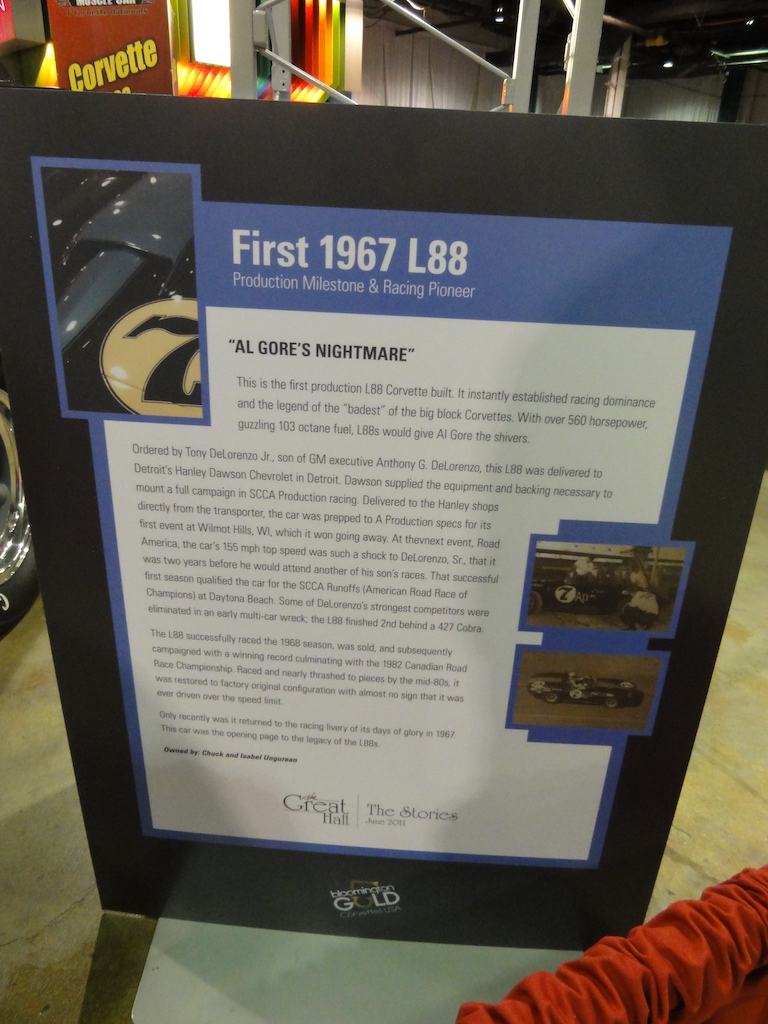 MUSCLE CAR
Corvette
7
First 1967 L88
Production Milestone & Racing Pioneer
"AL GORE'S NIGHTMARE"
This is the first production L88 Corvette built. It instantly established racing dominance
and the legend of the "badest" of the big block Corvettes. With over 560 horsepower,
guzzling 103 octane fuel, L88s would give Al Gore the shivers.
Ordered by Tony DeLorenzo Jr., son of GM executive Anthony G. DeLorenzo, this L88 was delivered to
Detroit's Hanley Dawson Chevrolet in Detroit. Dawson supplied the equipment and backing necessary to
mount a full campaign in SCCA Production racing. Delivered to the Hanley shops
directly from the transporter, the car was prepped to A Production specs for its
first event at Wilmot Hills, WI, which it won going away. At thevnext event, Road
America, the car's 155 mph top speed was such a shock to DeLorenzo, Sr., that it
was two years before he would attend another of his son's races. That successful
first season qualified the car for the SCCA Runoffs (American Road Race of
Champions) at Daytona Beach. Some of DeLorenzo's strongest competitors were
eliminated in an early multi-car wreck; the L88 finished 2nd behind a 427 Cobra.
The L88 successfully raced the 1968 season, was sold, and subsequently
campaigned with a winning record culminating with the 1982 Canadian Road
Race Championship. Raced and nearly thrashed to pieces by the mid-80s, it
was restored to factory original configuration with almost no sign that it was
ever driven over the speed limit.
Only recently was it returned to the racing livery of its days of glory in 1967.
This car was the opening page to the legacy of the L88s.
Owned by: Chuck and Isabel Ungurean
7 AP
The Great Hall
The Stories
June 2011
bloomington
GOLD
Corvettes USA